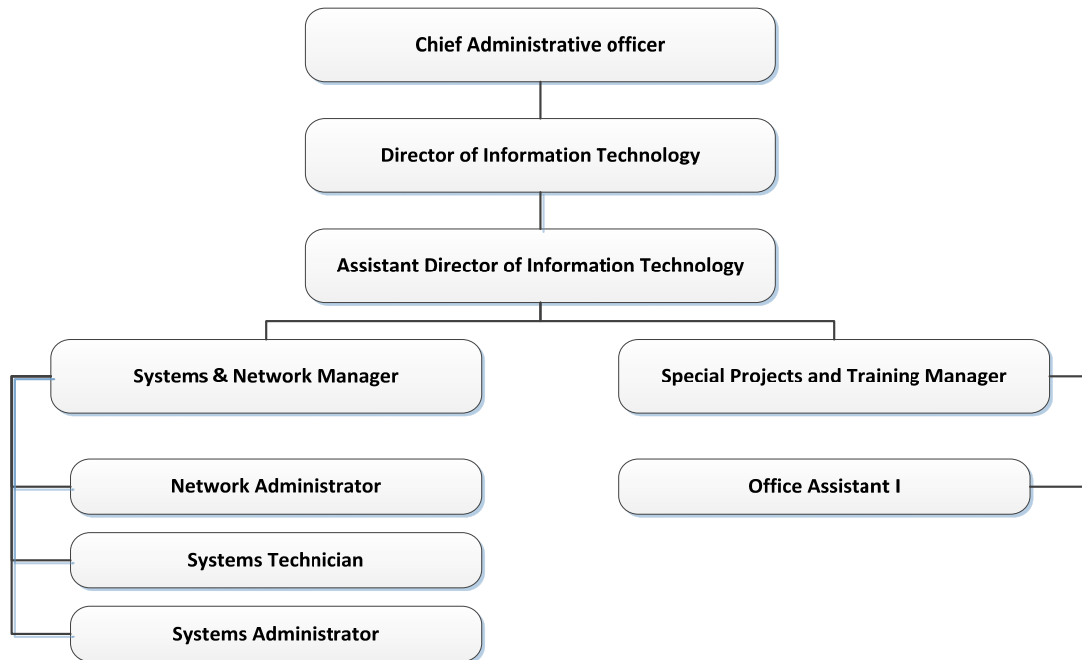 Chief Administrative officer
Director of Information Technology
Assistant Director of Information Technology
Systems & Network Manager
Special Projects and Training Manager
Network Administrator
Office Assistant I
Systems Technician
Systems Administrator